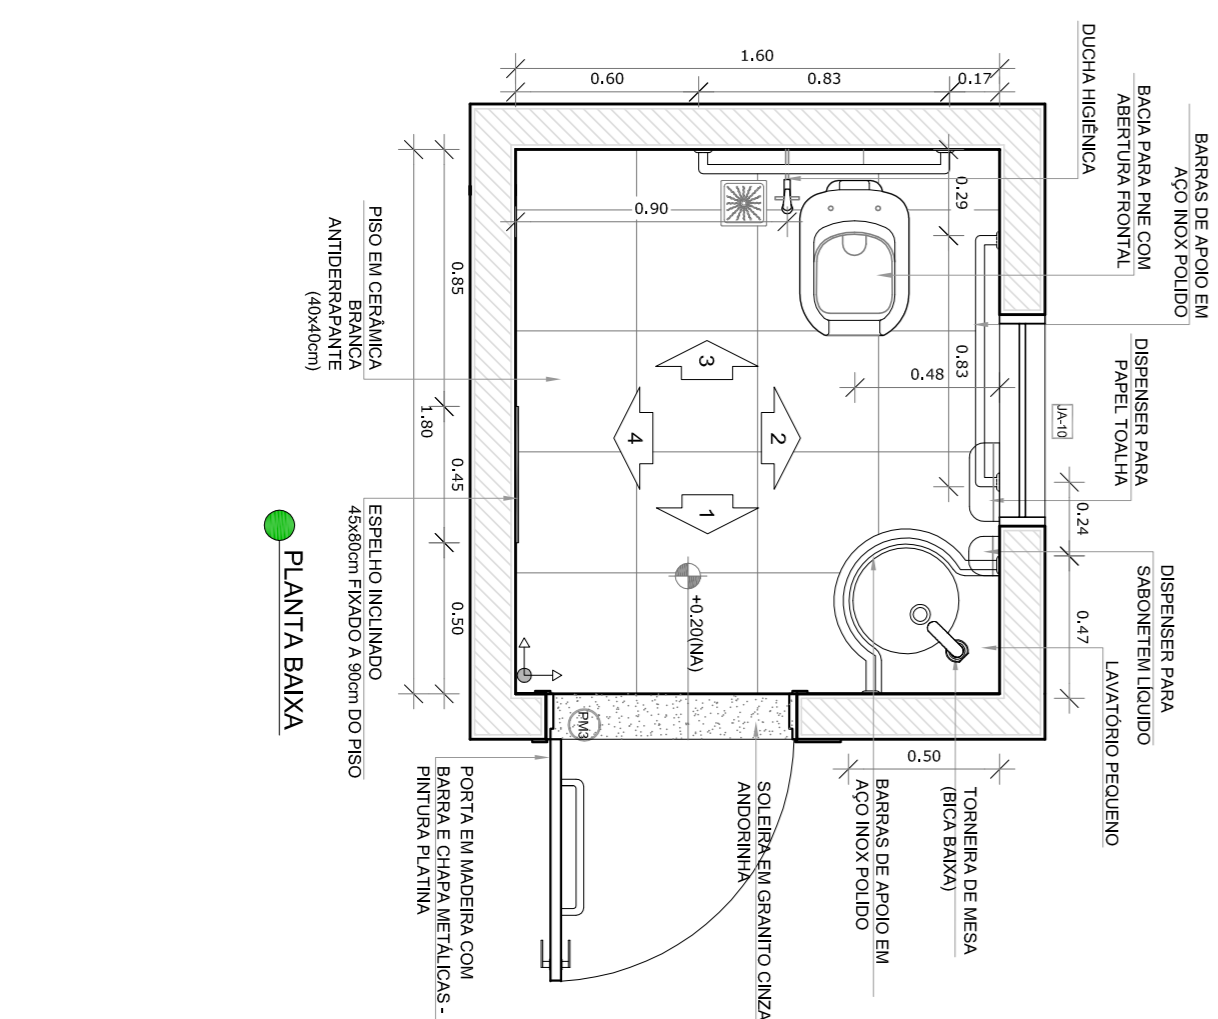 1.60
0.60
0.83
0.17
DUCHA HIGIÊNICA
BACIA PARA PNE COM
ABERTURA FRONTAL
BARRAS DE APOIO EM
AÇO INOX POLIDO
0.29
0.90
0.85
PISO EM CERÂMICA
BRANCA
ANTIDERRAPANTE
(40x40cm)
3
0.83
0.48
DISPENSER PARA
PAPEL TOALHA
JA-10
1.80
4
2
0.45
1
0.24
ESPELHO INCLINADO
45x80cm FIXADO A 90cm DO PISO
PLANTA BAIXA
0.50
+0.20(NA)
0.47
DISPENSER PARA
SABONETEM LÍQUIDO
LAVATÓRIO PEQUENO
PM3
0.50
PORTA EM MADEIRA COM
BARRA E CHAPA METÁLICAS -
PINTURA PLATINA
SOLEIRA EM GRANITO CINZA
ANDORINHA
BARRAS DE APOIO EM
AÇO INOX POLIDO
TORNEIRA DE MESA
(BICA BAIXA)